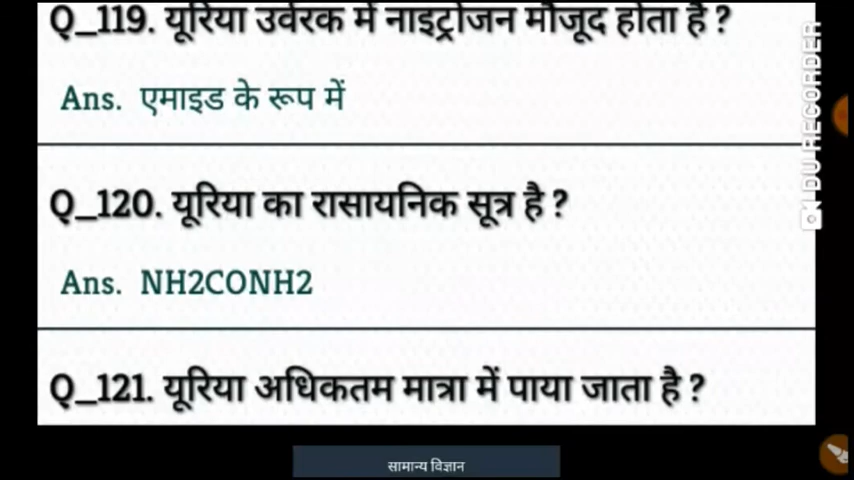 Q_119. यूरिया उर्वरक में नाइट्रोजन मौजूद होता है ?
Ans. एमाइड के रूप में
Q_120. यूरिया का रासायनिक सूत्र है ?
Ans. NH2CONH2
Q_121. यूरिया अधिकतम मात्रा में पाया जाता है ?
सामान्य विज्ञान
DU RECORDER